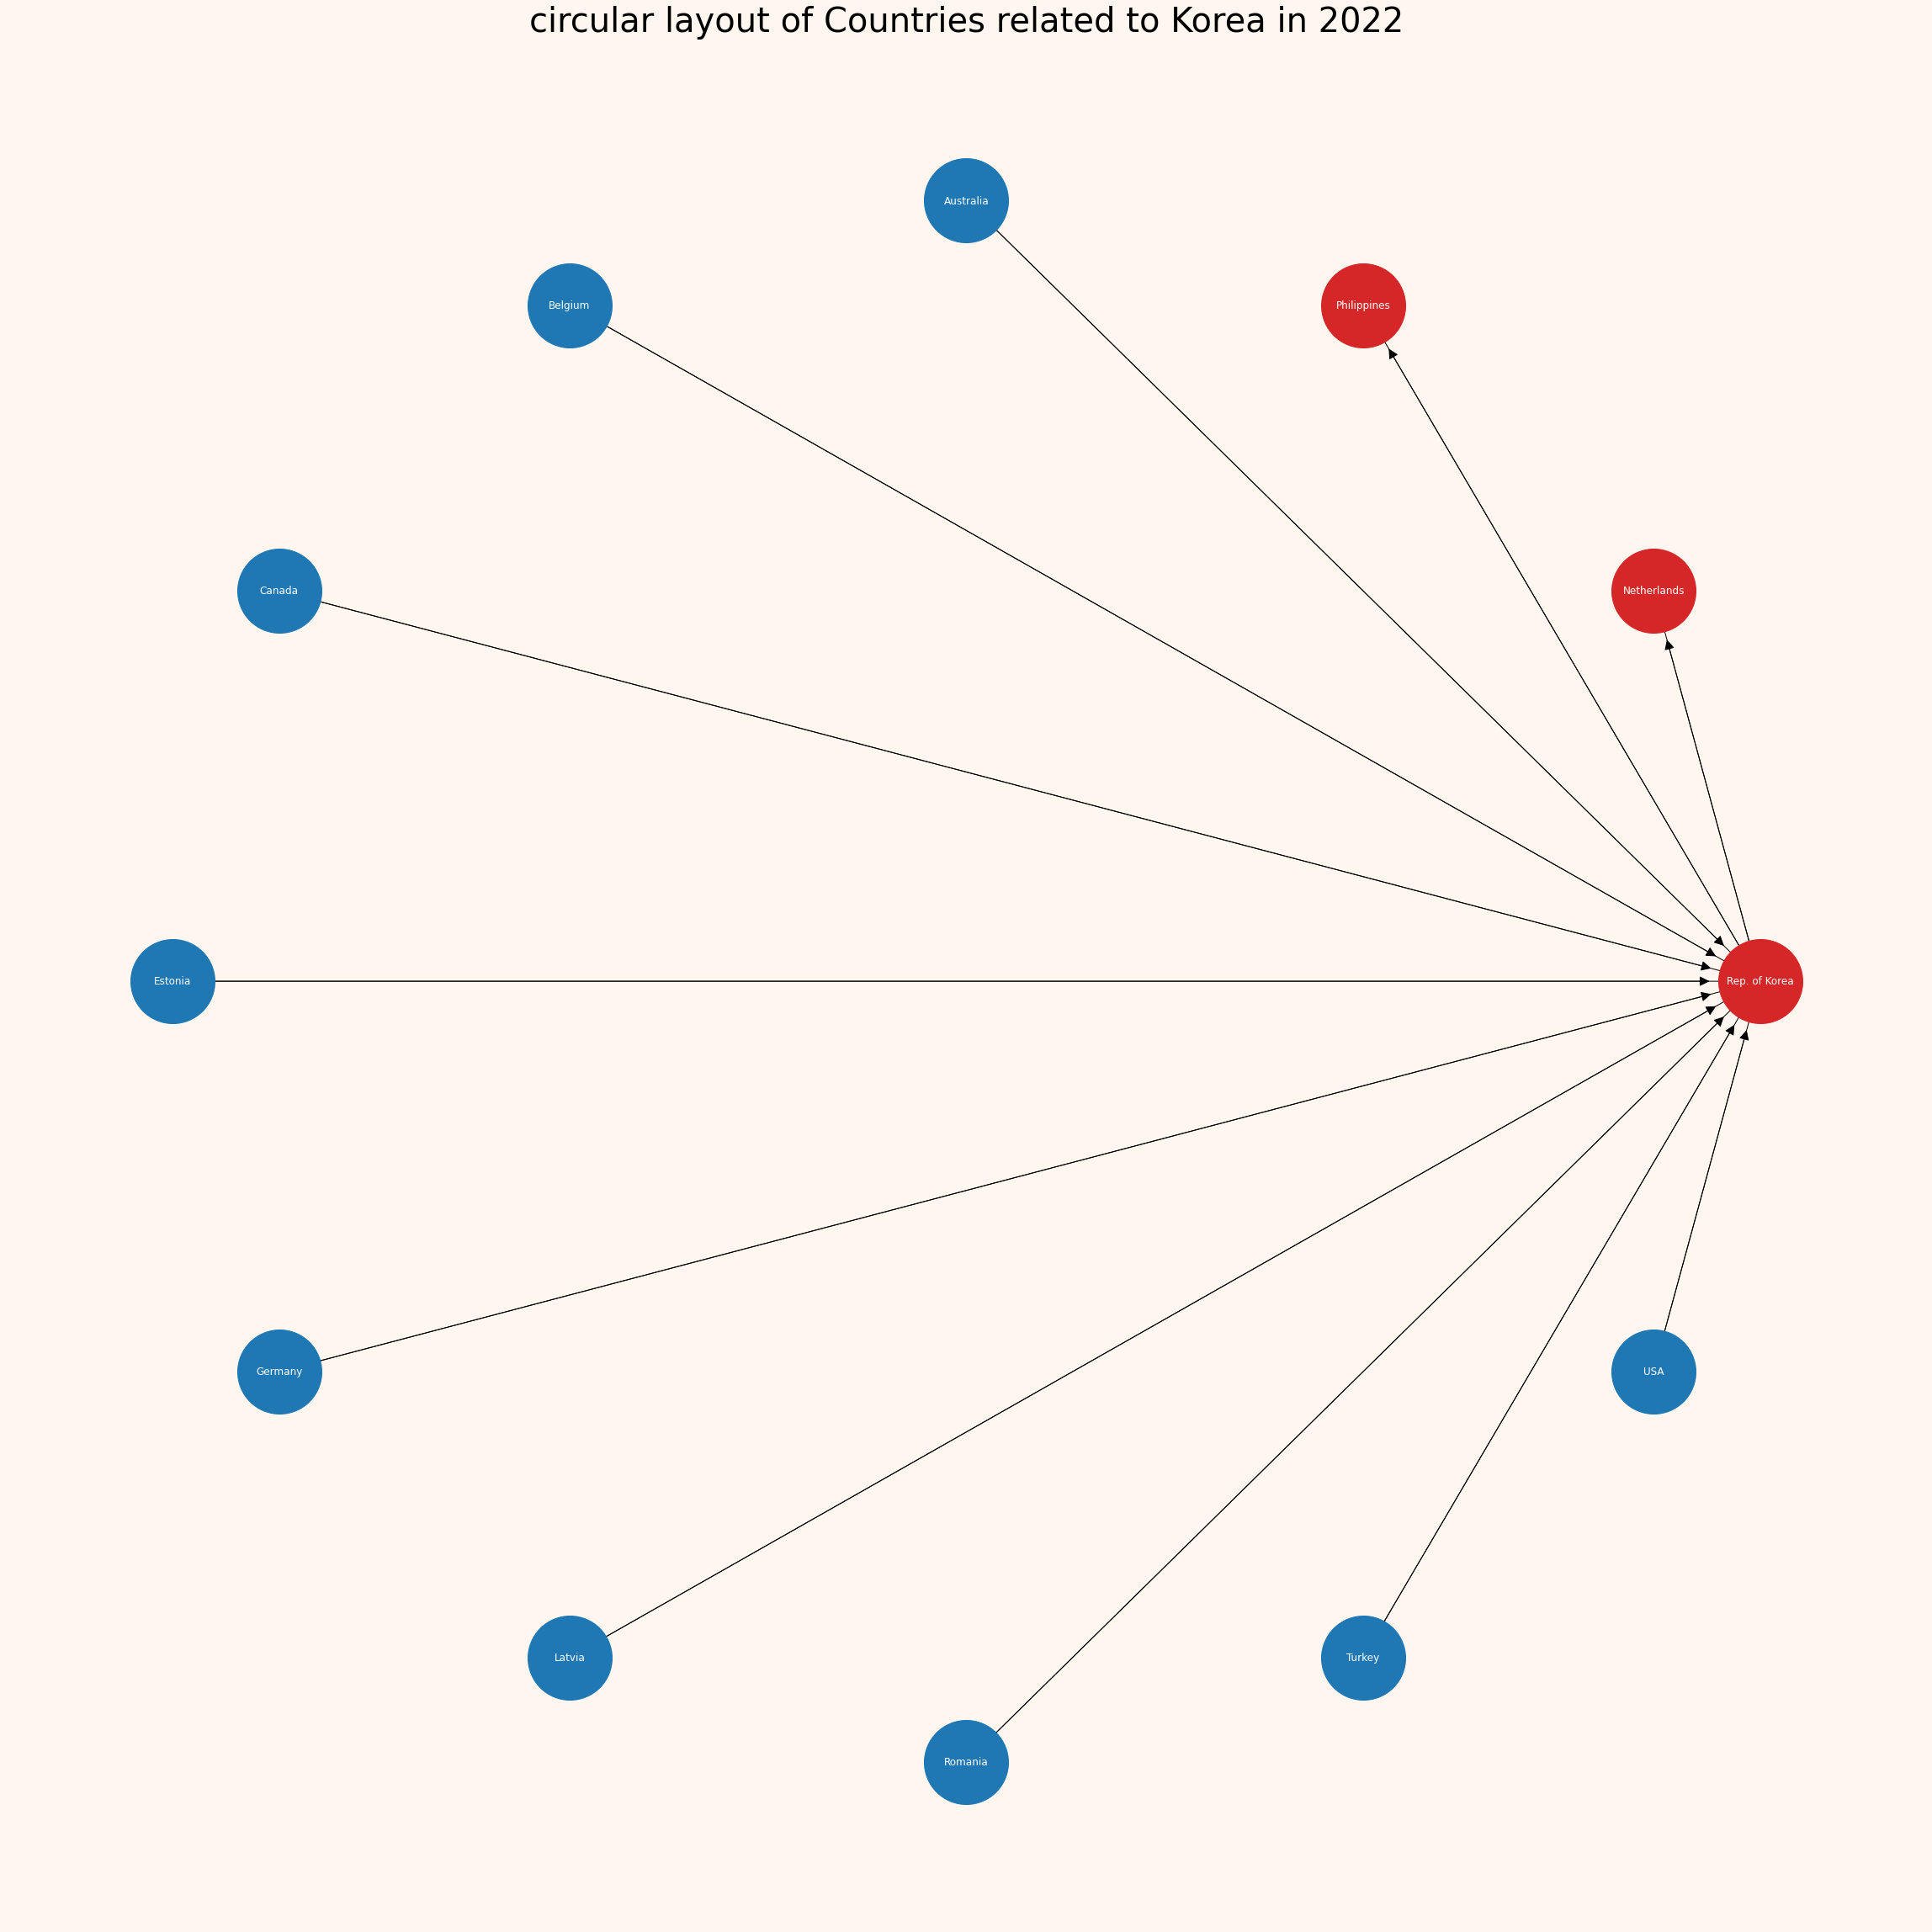 circular layout of Countries related to Korea in 2022
Australia
Belgium
Philippines
Canada
Netherlands
Estonia
Rep. of Korea
Germany
USA
Latvia
Turkey
Romania